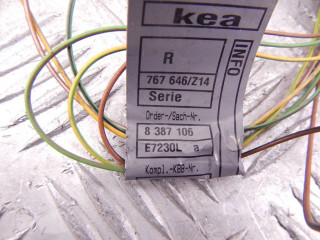 kea
INFO
R
767 646/Z14
Serie
Order-/Sach-Nr.
8 387 106
E7230L a
Kompl.-KBB-Nr.